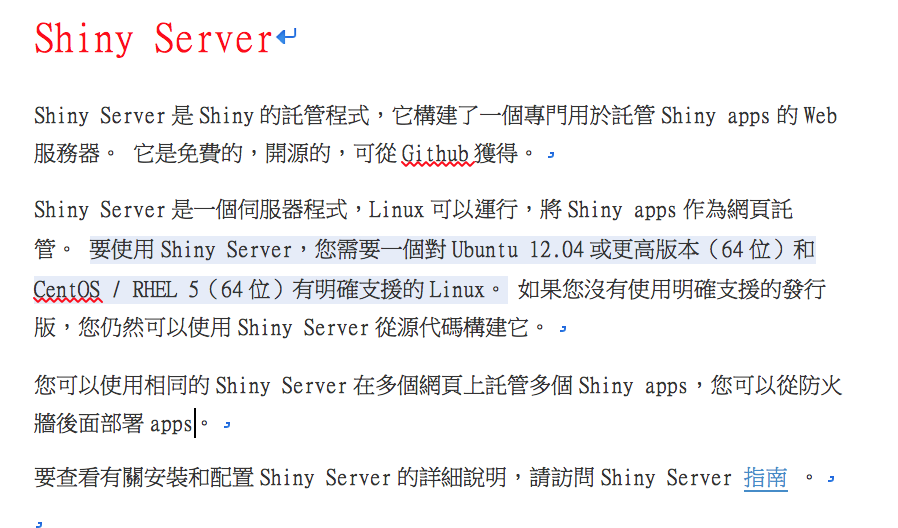 Shiny Server
Shiny Server 是 Shiny 的託管程式，它構建了一個專門用於託管 Shiny apps 的 Web
服務器。 它是免費的，開源的，可從 Github 獲得。
Shiny Server 是一個伺服器程式，Linux 可以運行，將 Shiny apps 作為網頁託
管。 要使用 Shiny Server，您需要一個對 Ubuntu 12.04 或更高版本（64 位）和
CentOS / RHEL 5（64 位）有明確支援的 Linux。 如果您沒有使用明確支援的發行
版，您仍然可以使用 Shiny Server 從源代碼構建它。
您可以使用相同的 Shiny Server 在多個網頁上託管多個 Shiny apps，您可以從防火
牆後面部署 apps。
要查看有關安裝和配置 Shiny Server 的詳細說明，請訪問 Shiny Server 指南 。